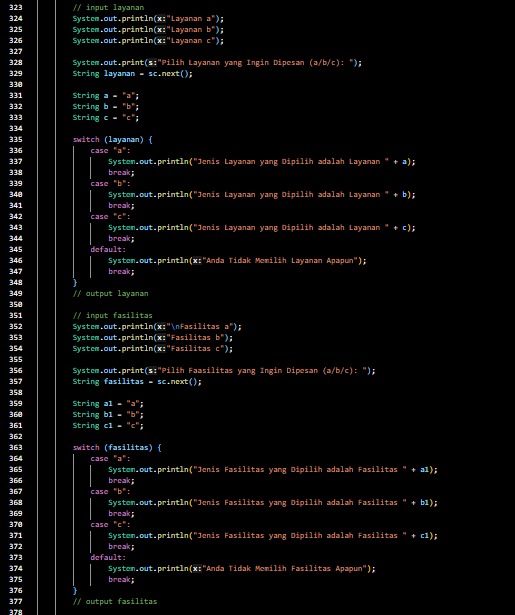 323 // input layanan
324 System.out.println(x:"Layanan a");
325 System.out.println(x:"Layanan b");
326 System.out.println(x:"Layanan c");
327
328 System.out.print(s:"Pilih Layanan yang Ingin Dipesan (a/b/c): ");
329 String layanan = sc.next();
330
331 String a = "a";
332 String b = "b";
333 String c = "c";
334
335 switch (layanan) {
336 case "a":
337 System.out.println("Jenis Layanan yang Dipilih adalah Layanan " + a);
338 break;
339 case "b":
340 System.out.println("Jenis Layanan yang Dipilih adalah Layanan " + b);
341 break;
342 case "c":
343 System.out.println("Jenis Layanan yang Dipilih adalah Layanan " + c);
344 break;
345 default:
346 System.out.println(x:"Anda Tidak Memilih Layanan Apapun");
347 break;
348 }
349 // output layanan
350
351 // input fasilitas
352 System.out.println(x:"\nFasilitas a");
353 System.out.println(x:"Fasilitas b");
354 System.out.println(x:"Fasilitas c");
355
356 System.out.print(s:"Pilih Faasilitas yang Ingin Dipesan (a/b/c): ");
357 String fasilitas = sc.next();
358
359 String a1 = "a";
360 String b1 = "b";
361 String c1 = "c";
362
363 switch (fasilitas) {
364 case "a":
365 System.out.println("Jenis Fasilitas yang Dipilih adalah Fasilitas " + a1);
366 break;
367 case "b":
368 System.out.println("Jenis Fasilitas yang Dipilih adalah Fasilitas " + b1);
369 break;
370 case "c":
371 System.out.println("Jenis Fasilitas yang Dipilih adalah Fasilitas " + c1);
372 break;
373 default:
374 System.out.println(x:"Anda Tidak Memilih Fasilitas Apapun");
375 break;
376 }
377 // output fasilitas
378